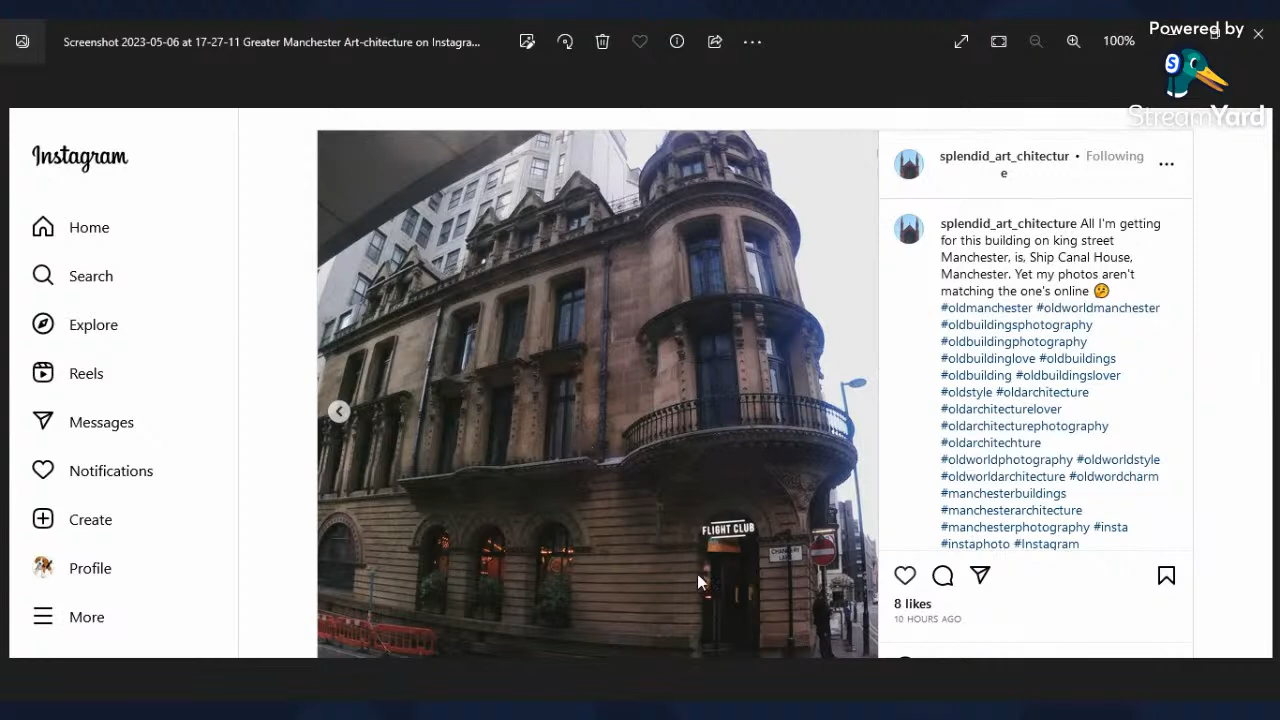 Screenshot 2023-05-06 at 17-27-11 Greater Manchester Art-chitecture on Instagra...
100%
Powered by
StreamYard
Instagram
Home
Search
Explore
Reels
Messages
Notifications
Create
Profile
More
FLIGHT CLUB
splendid_art_chitectur • Following
e
splendid_art_chitecture All I'm getting
for this building on king street
Manchester, is, Ship Canal House,
Manchester. Yet my photos aren't
matching the one's online 😕
#oldmanchester #oldworldmanchester
#oldbuildingsphotography
#oldbuildingphotography
#oldbuildinglove #oldbuildings
#oldbuilding #oldbuildingslover
#oldstyle #oldarchitecture
#oldarchitecturelover
#oldarchitecturephotography
#oldarchitechture
#oldworldphotography #oldworldstyle
#oldworldarchitecture #oldwordcharm
#manchesterbuildings
#manchesterarchitecture
#manchesterphotography #insta
#instaphoto #Instagram
8 likes
10 HOURS AGO